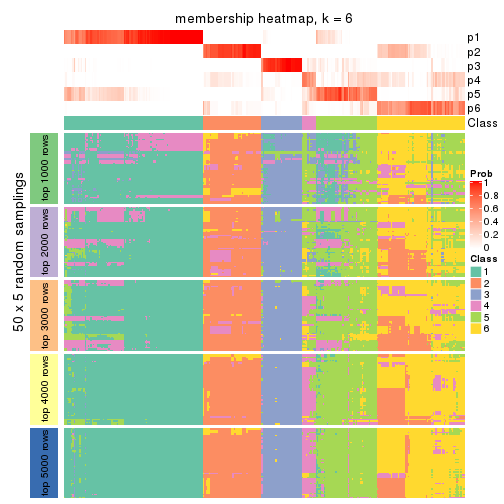 membership heatmap, k = 6
p1
p2
p3
p4
p5
p6
Class
50 x 5 random samplings
top 1000 rows
top 2000 rows
top 3000 rows
top 4000 rows
top 5000 rows
Prob
1
0.8
0.6
0.4
0.2
0
Class
1
2
3
4
5
6